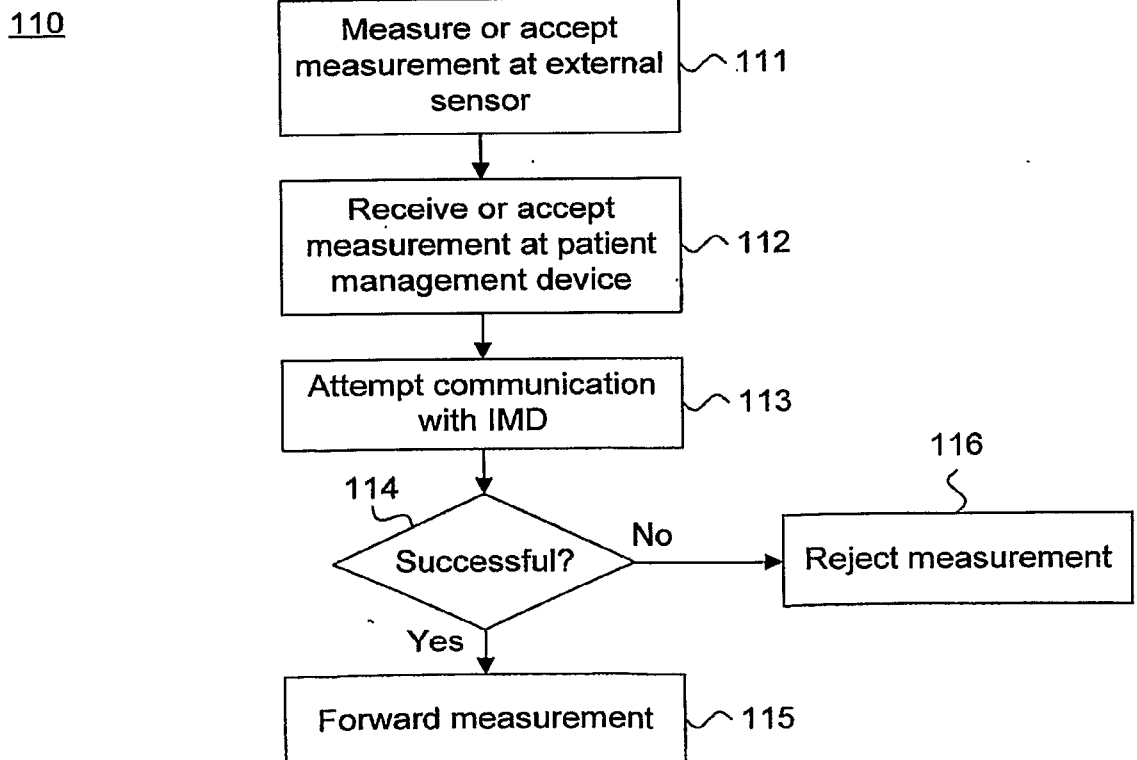 110
Measure or accept
measurement at external
sensor
111
Receive or accept
measurement at patient
management device
112
Attempt communication
with IMD
113
114
Successful?
No
116
Reject measurement
Yes
Forward measurement
115